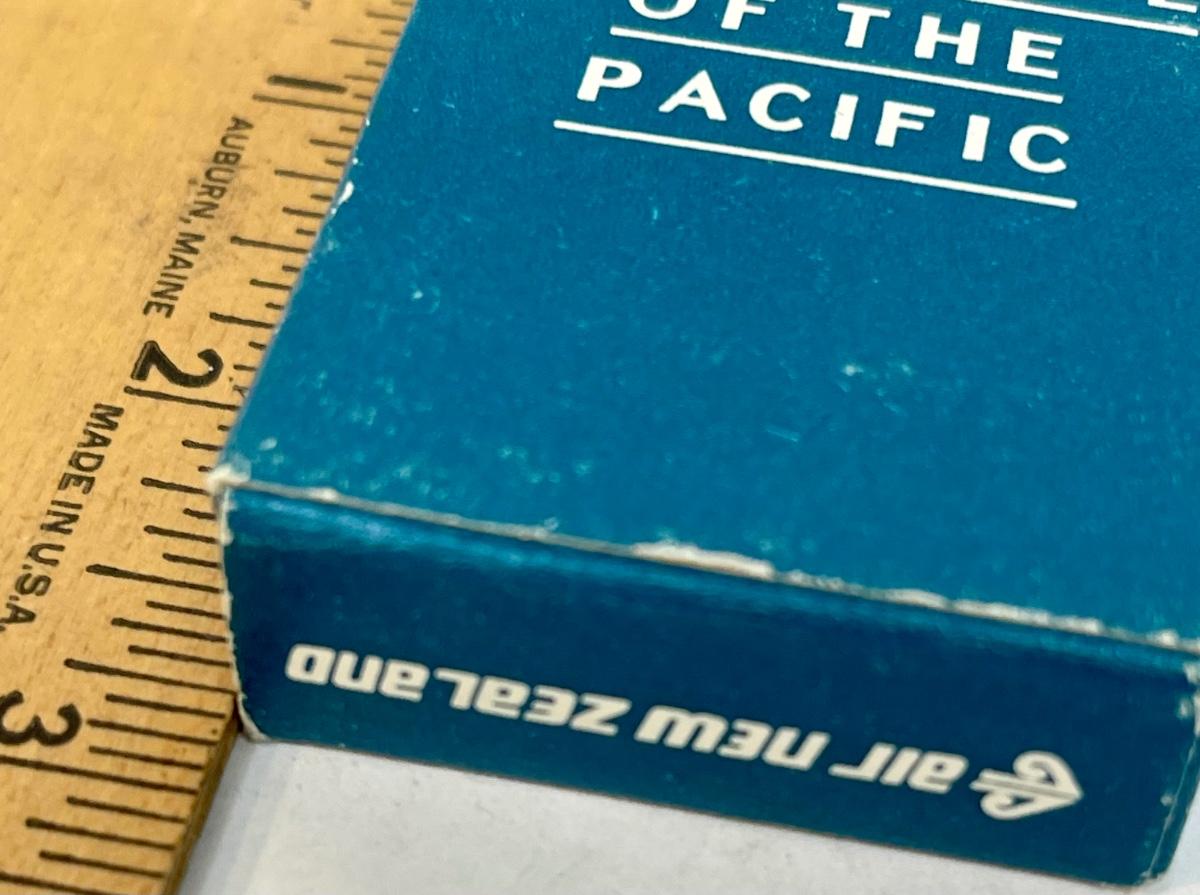 OF THE
PACIFIC
AUBURN, MAINE
2
MADE IN U.S.A.
3
air new zealand